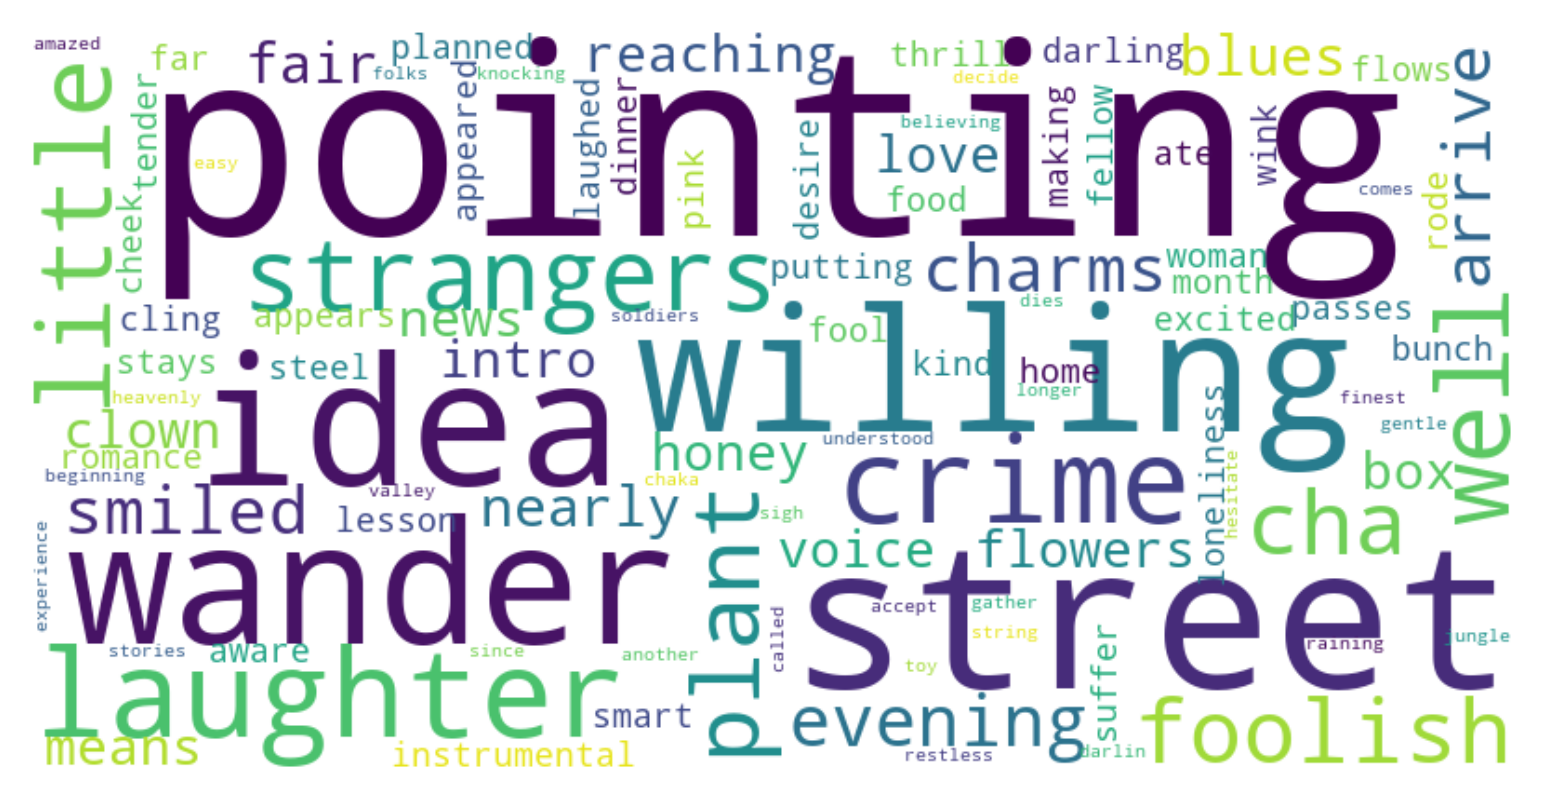 amazed
far
fair
planned
folks
knocking
reaching
thrill
decide
darling
blues
flows
little
tender
cheek
pointing
easy
appeared
laughed
dinner
pink
desire
believing
love
food
making
fellow
ate
wink
comes
rode
arrive
strangers
putting
charms
woman
month
passes
cling
appears
news
soldiers
dies
fool
excited
stays
steel
intro
willing
kind
home
longer
bunch
well
heavenly
idea
finest
gentle
clown
romance
honey
understood
crime
loneliness
hesitate
box
beginning
valley
chaka
smiled
lesson
nearly
sigh
plant
cha
experience
wander
voice
flowers
street
called
accept
gather
string
toy
suffer
raining
jungle
stories
aware
since
another
laughter
smart
evening
foolish
means
instrumental
restless
darlin